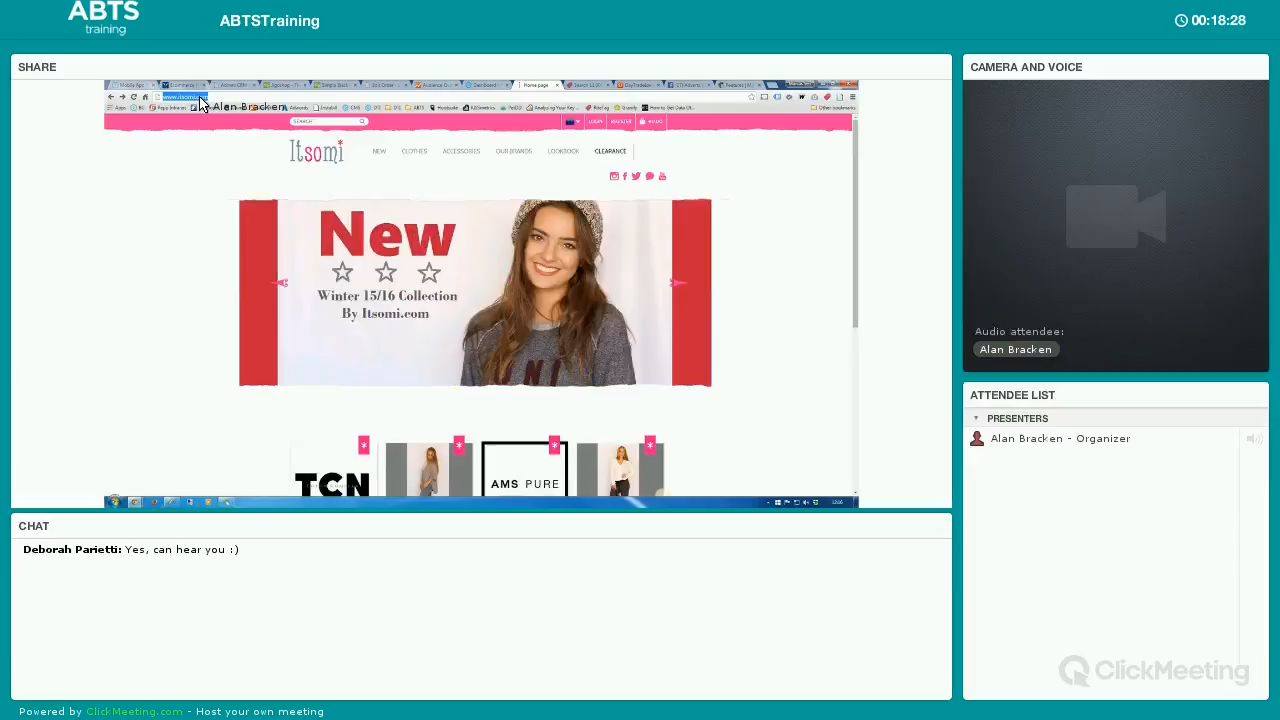 ABTS
training
ABTSTraining
00:18:28
SHARE
Alan Bracken
SEARCH
LOGIN
REGISTER
Itsomi*
NEW
CLOTHES
ACCESSORIES
OUR BRANDS
LOOKBOOK
CLEARANCE
New
Winter 15/16 Collection
By Itsomi.com
TCN
AMS PURE
CHAT
Deborah Parietti: Yes, can hear you :)
CAMERA AND VOICE
Audio attendee:
Alan Bracken
ATTENDEE LIST
PRESENTERS
Alan Bracken - Organizer
ClickMeeting
Powered by ClickMeeting.com - Host your own meeting